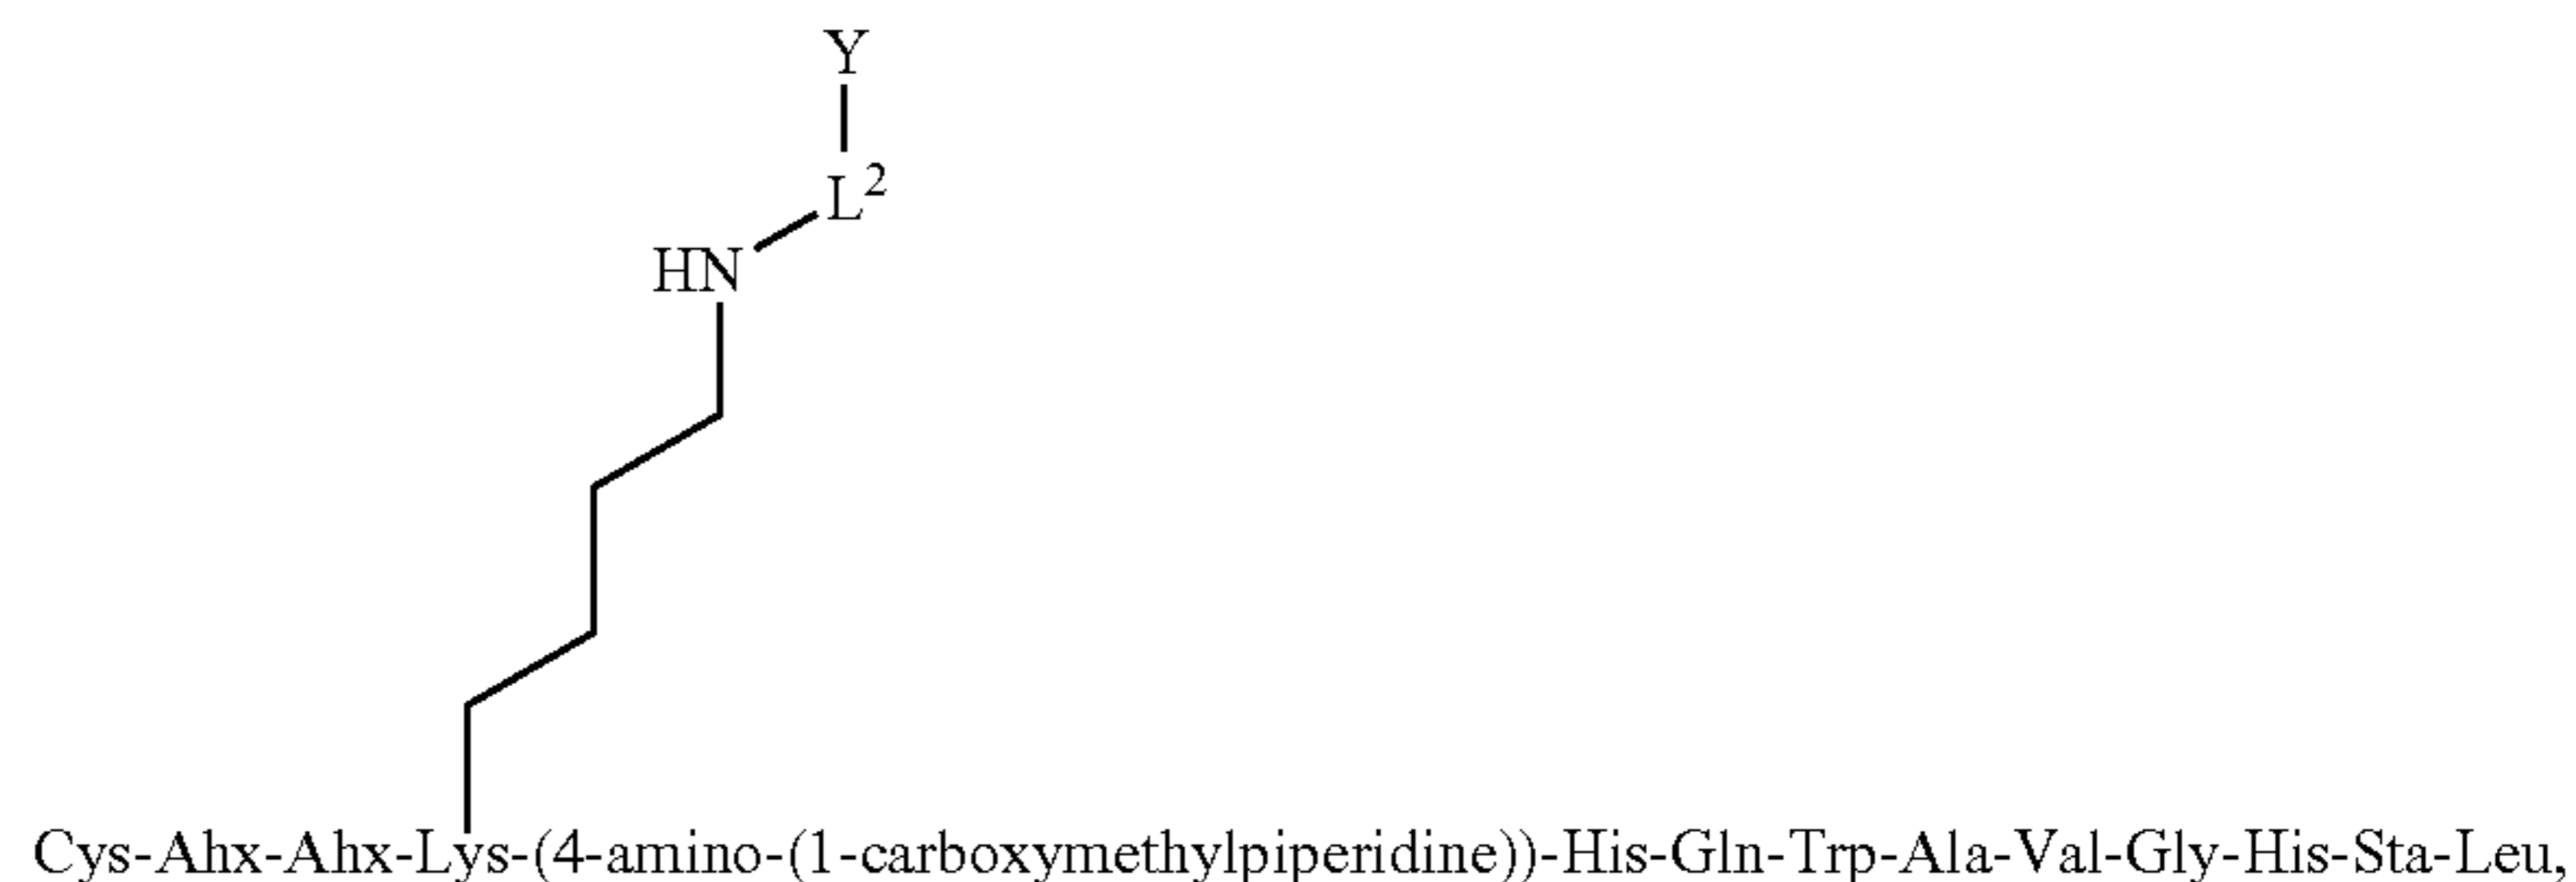 Y
L²
HN
Cys-Ahx-Ahx-Lys-(4-amino-(1-carboxymethylpiperidine))-His-Gln-Trp-Ala-Val-Gly-His-Sta-Leu,